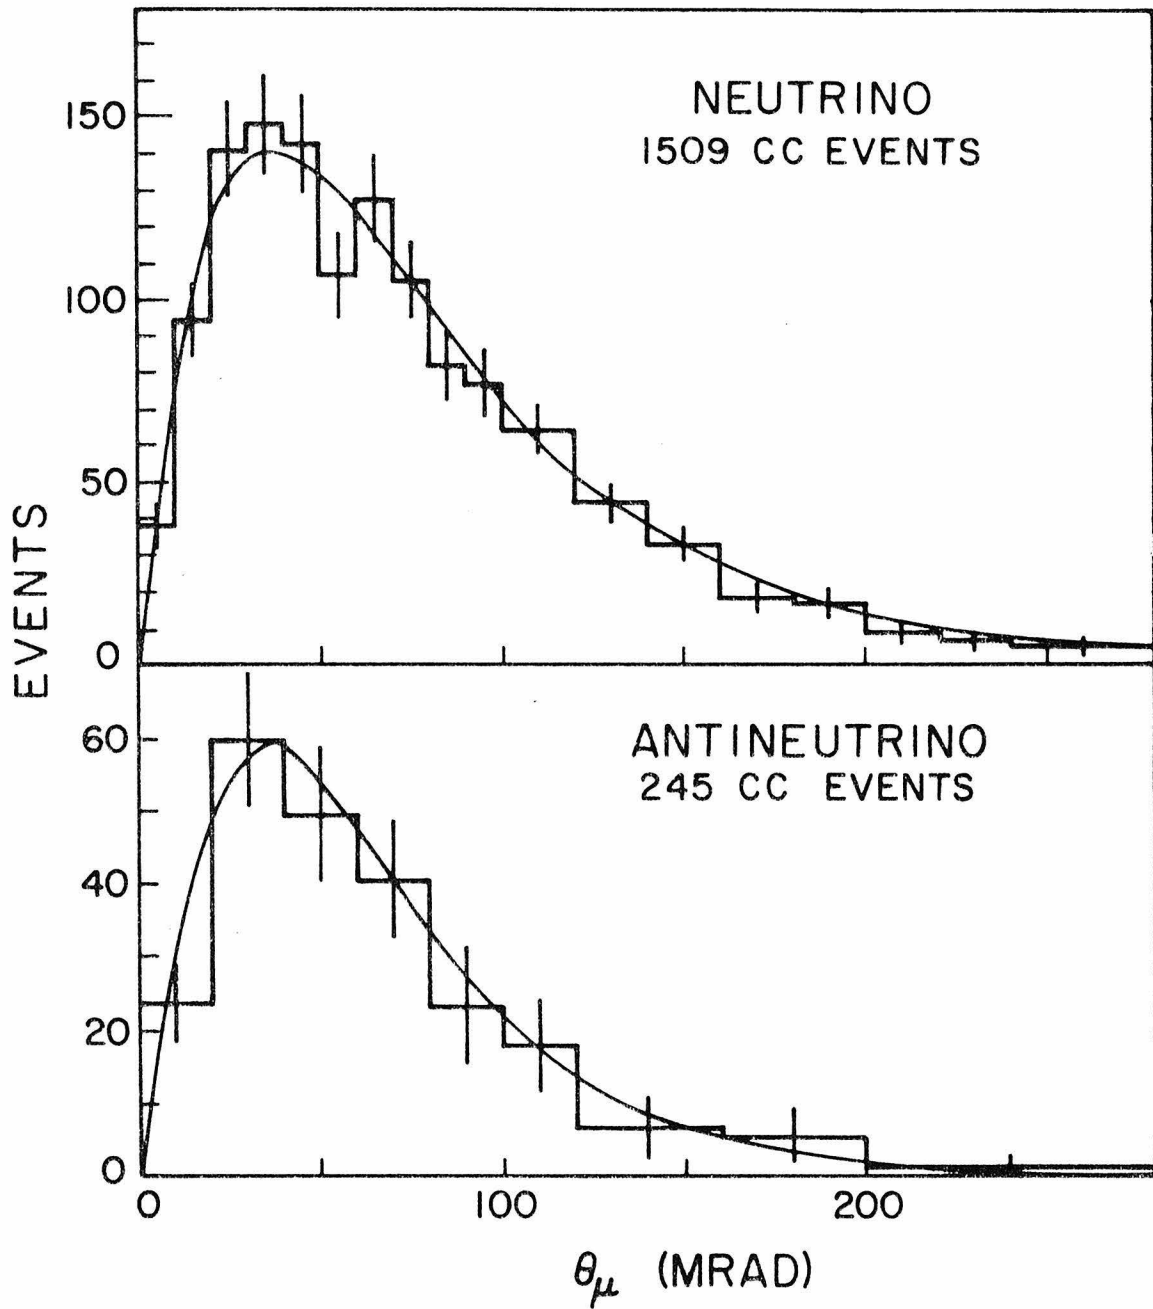 NEUTRINO
1509 CC EVENTS
150
100
50
0
EVENTS
ANTINEUTRINO
245 CC EVENTS
60
40
20
0
0 100 200
θμ (MRAD)